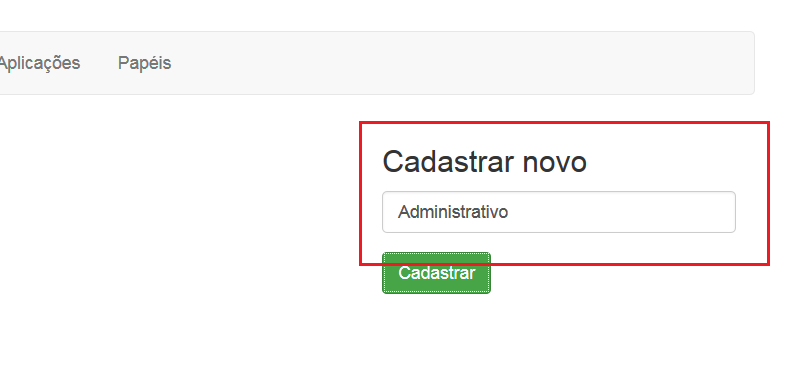 Aplicações Papéis
Cadastrar novo
Administrativo
Cadastrar